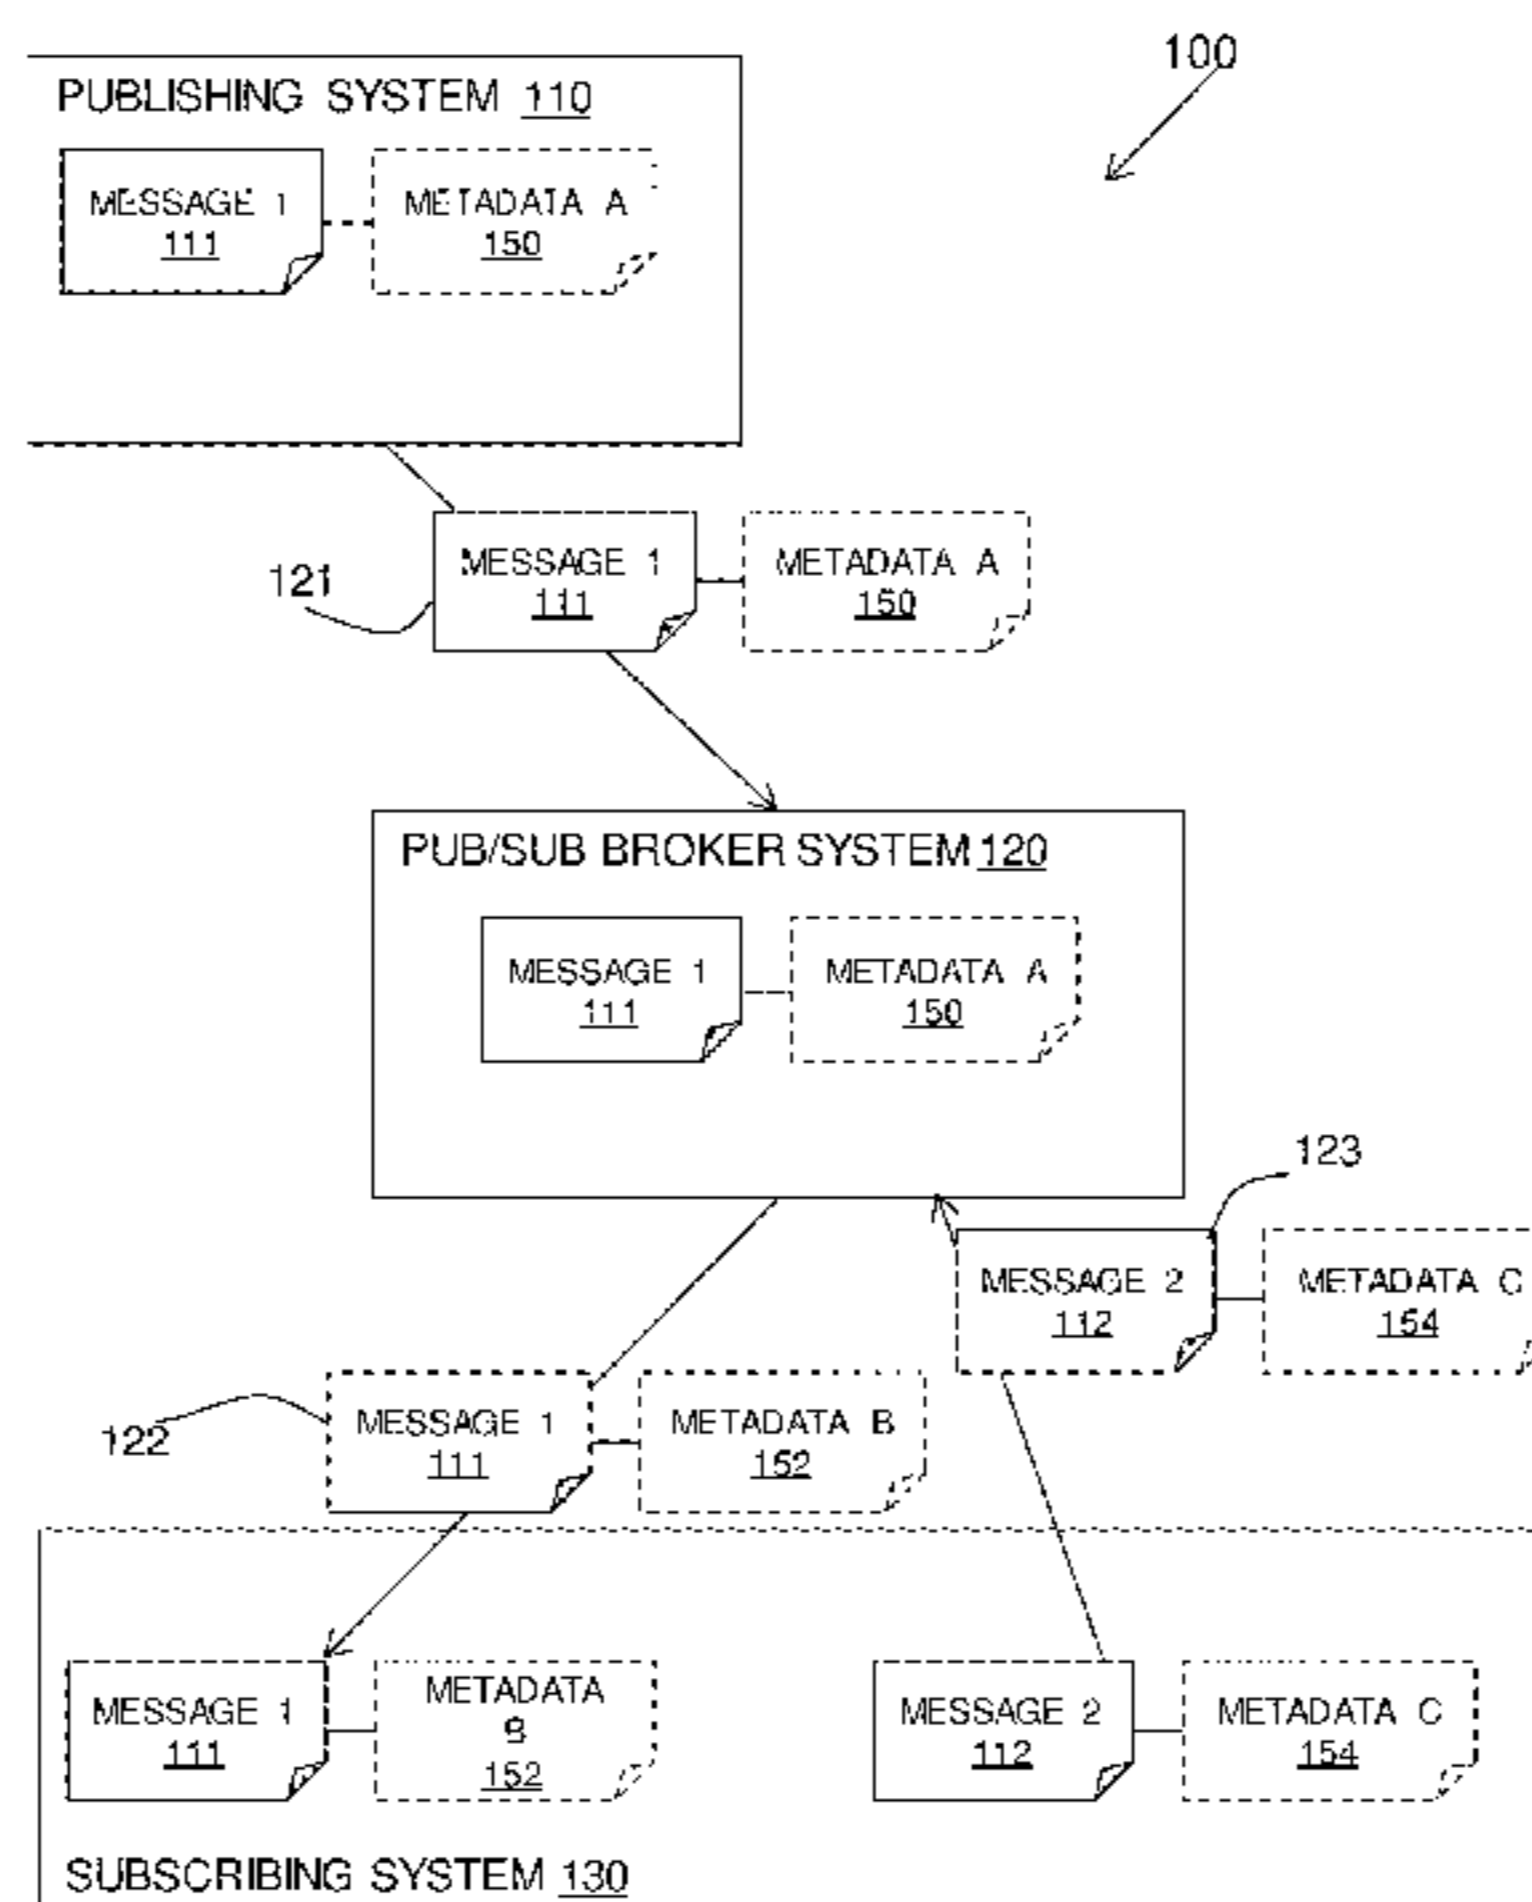 100
PUBLISHING SYSTEM 110
MESSAGE 1
111
METADATA A
150
121
MESSAGE 1
111
METADATA A
150
PUB/SUB BROKER SYSTEM 120
MESSAGE 1
111
METADATA A
150
123
MESSAGE 2
112
METADATA C
154
122
MESSAGE 1
111
METADATA B
152
MESSAGE 1
111
METADATA
B
152
MESSAGE 2
112
METADATA C
154
SUBSCRIBING SYSTEM 130